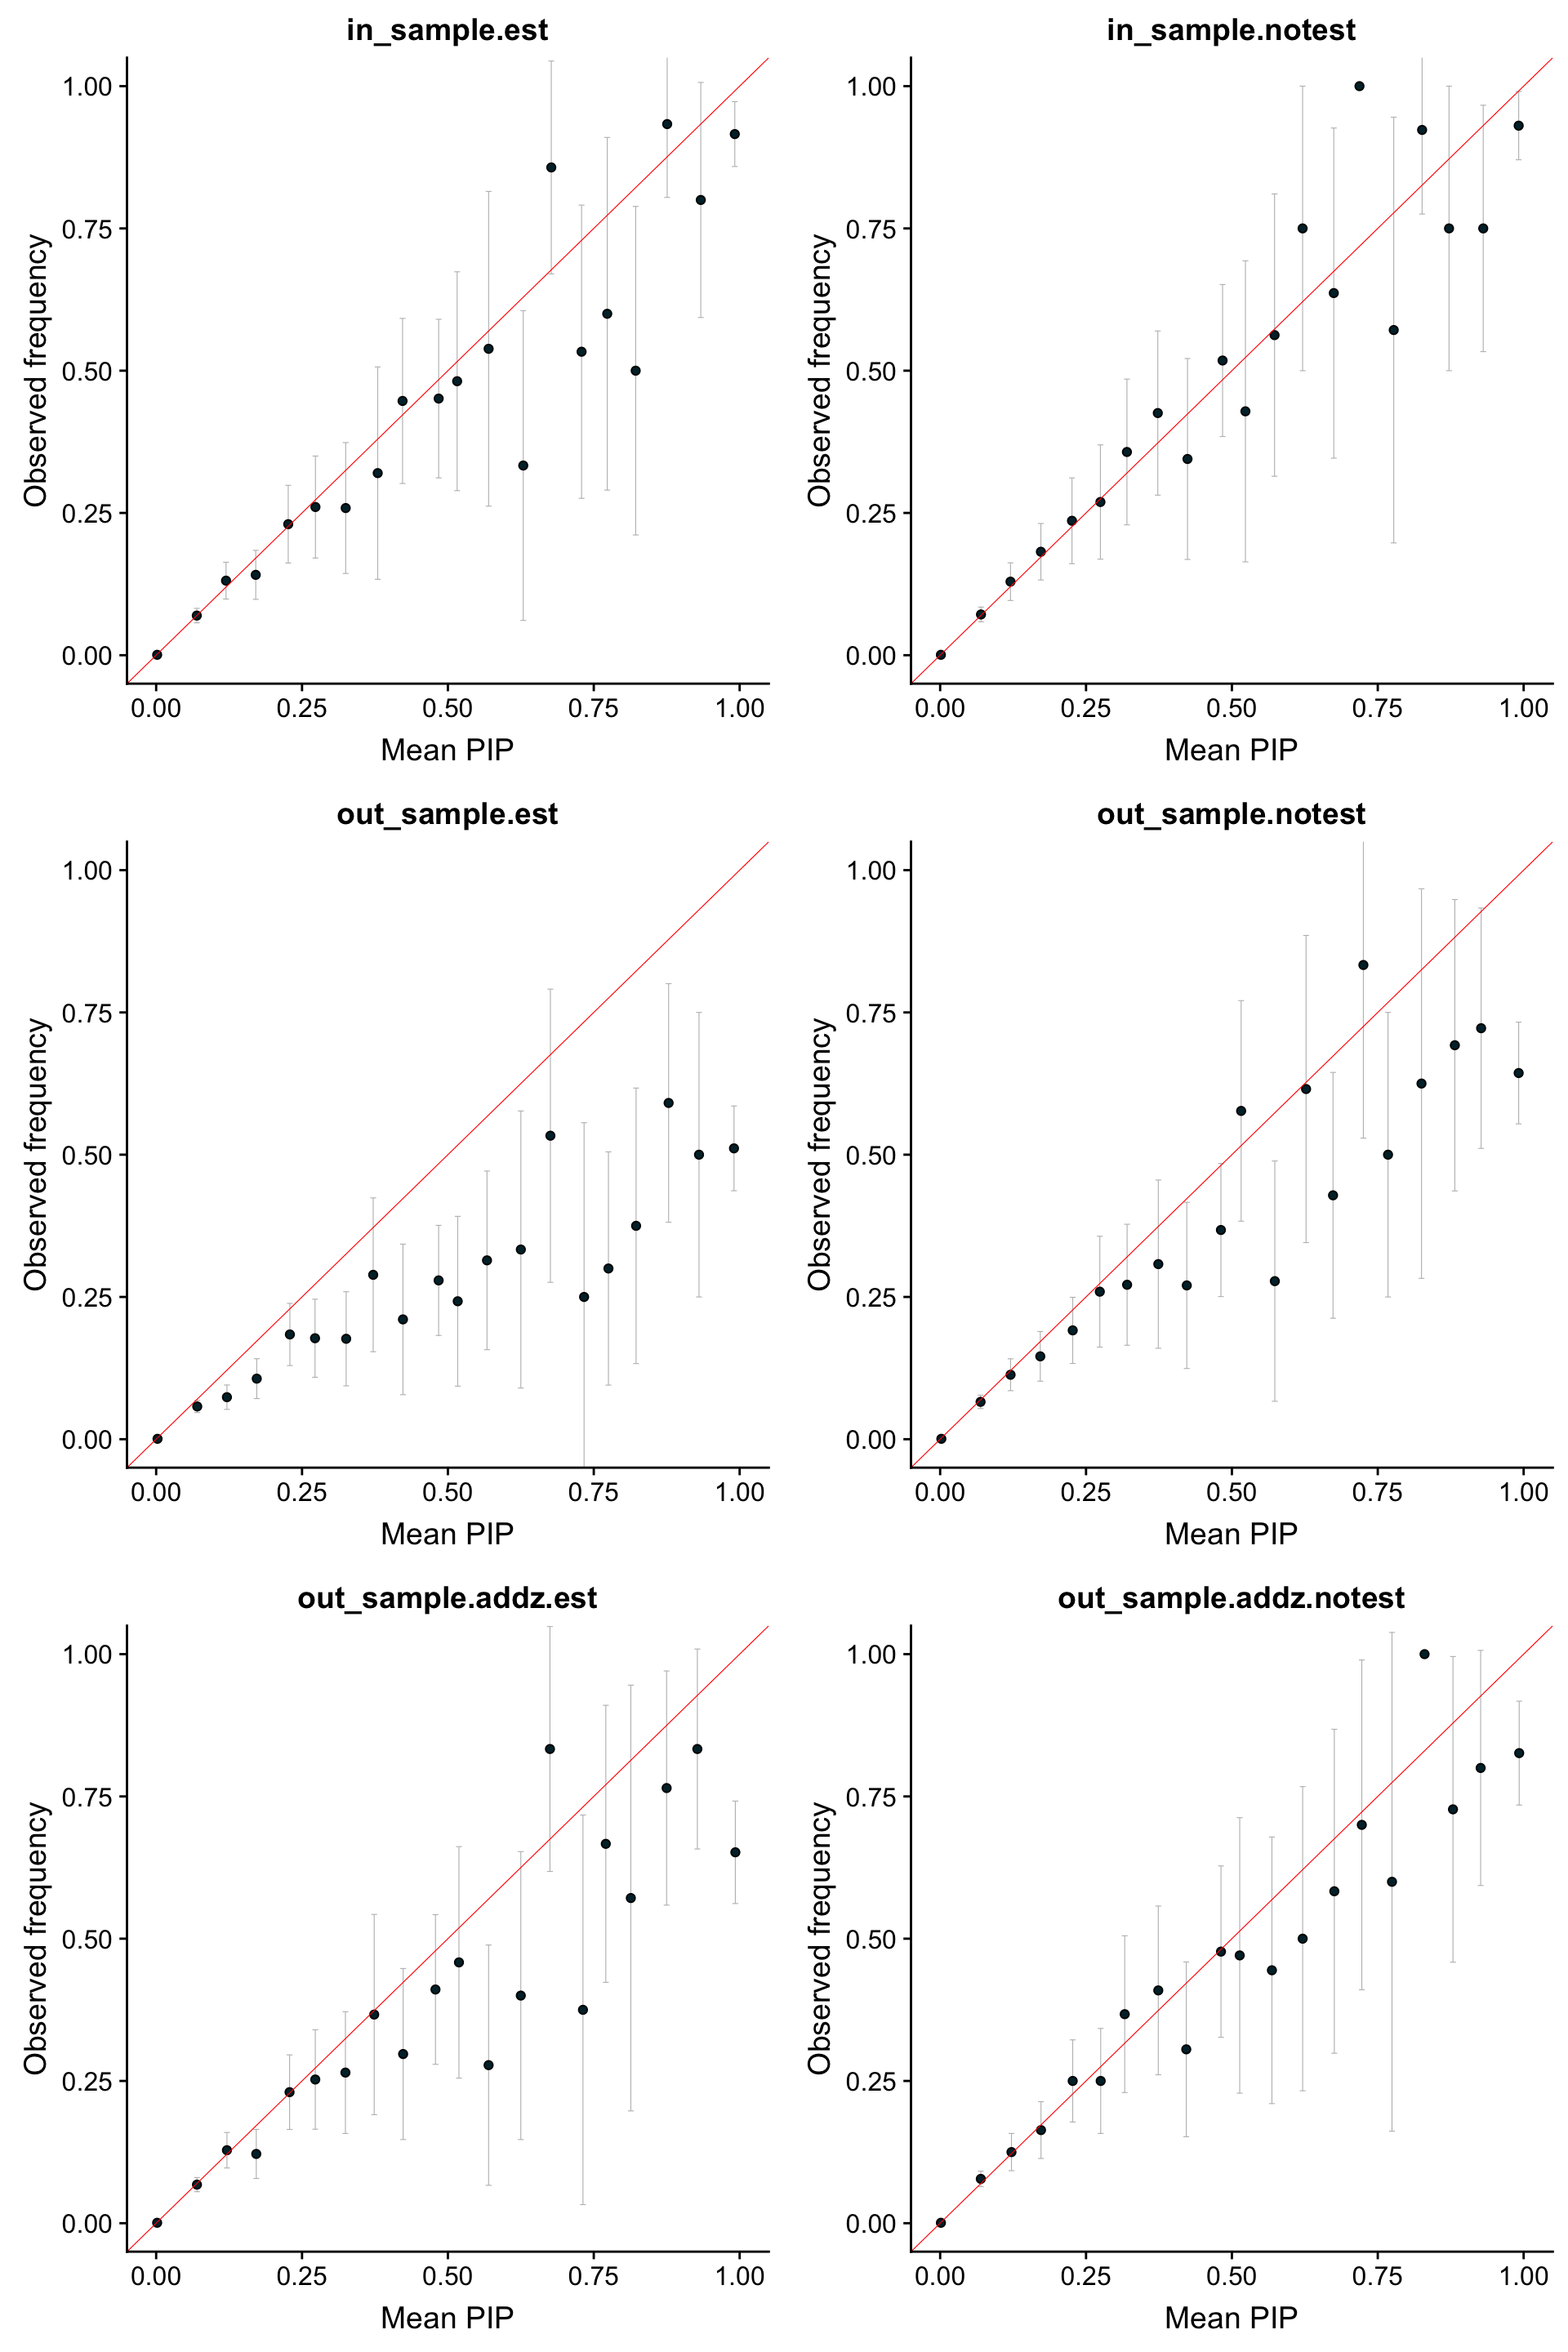 in_sample.est
1.00
0.75
0.50
0.25
0.00
Observed frequency
0.00 0.25 0.50 0.75 1.00
Mean PIP
in_sample.notest
1.00
0.75
0.50
0.25
0.00
Observed frequency
0.00 0.25 0.50 0.75 1.00
Mean PIP
out_sample.est
1.00
0.75
0.50
0.25
0.00
Observed frequency
0.00 0.25 0.50 0.75 1.00
Mean PIP
out_sample.notest
1.00
0.75
0.50
0.25
0.00
Observed frequency
0.00 0.25 0.50 0.75 1.00
Mean PIP
out_sample.addz.est
1.00
0.75
0.50
0.25
0.00
Observed frequency
0.00 0.25 0.50 0.75 1.00
Mean PIP
out_sample.addz.notest
1.00
0.75
0.50
0.25
0.00
Observed frequency
0.00 0.25 0.50 0.75 1.00
Mean PIP